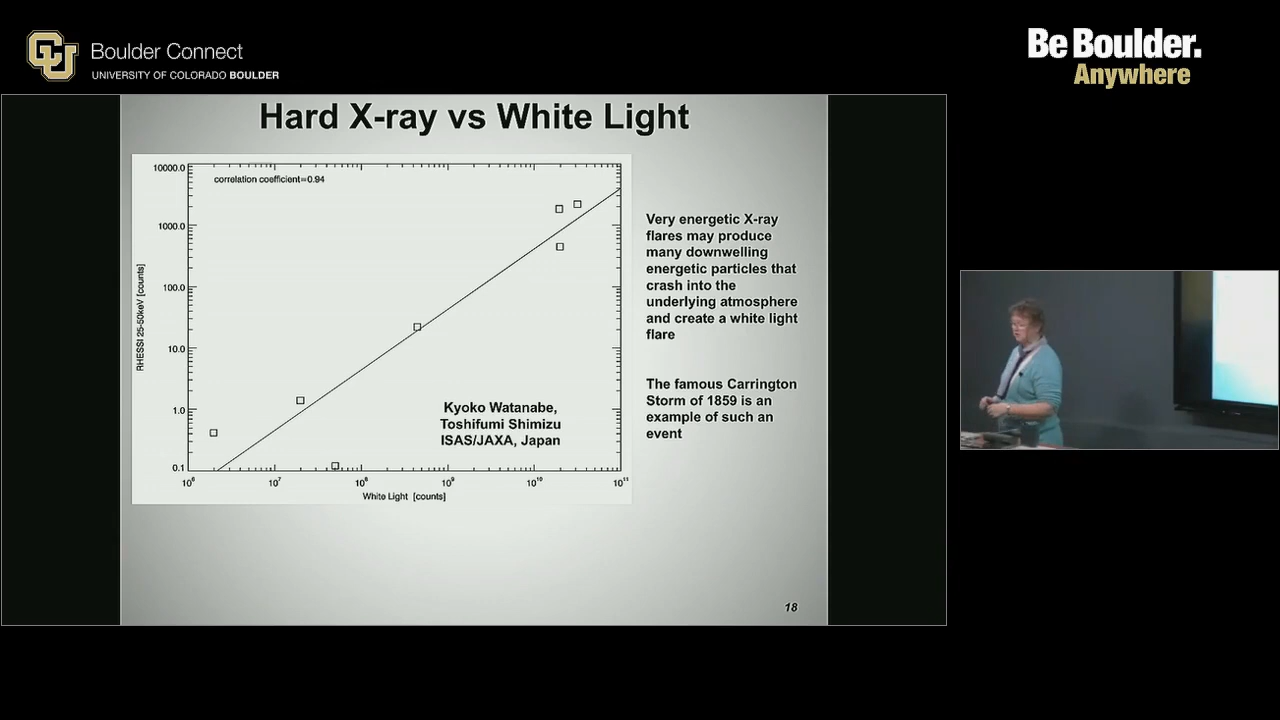 CU
Boulder Connect
UNIVERSITY OF COLORADO BOULDER
Be Boulder.
Anywhere
Hard X-ray vs White Light
correlation coefficient=0.94
10000.0
1000.0
100.0
10.0
1.0
0.1
RHESSI 25-50keV [counts]
10⁶
10⁷
10⁸
10⁹
10¹⁰
10¹¹
White Light [counts]
Kyoko Watanabe,
Toshifumi Shimizu
ISAS/JAXA, Japan
Very energetic X-ray
flares may produce
many downwelling
energetic particles that
crash into the
underlying atmosphere
and create a white light
flare
The famous Carrington
Storm of 1859 is an
example of such an
event
18